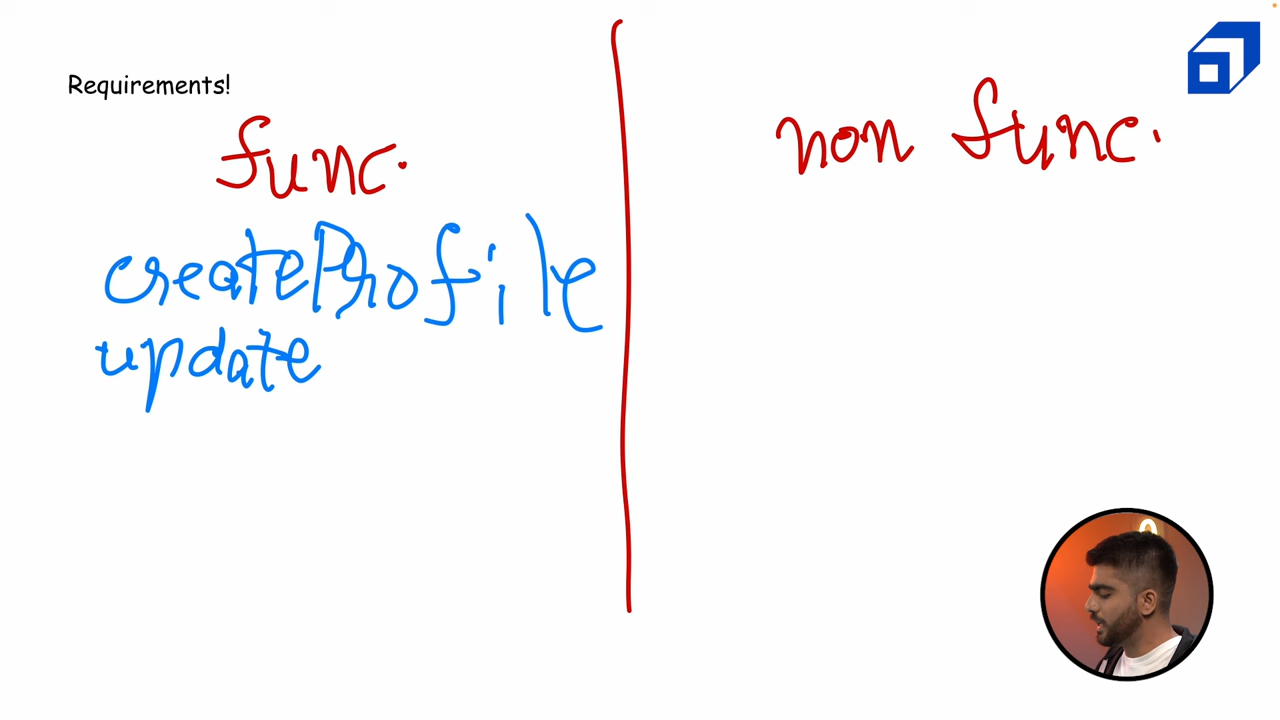 Requirements!
func.
createProfile
update
non func.